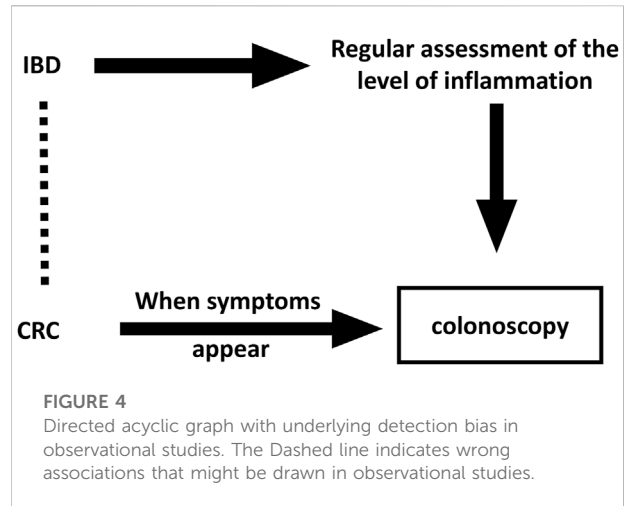 IBD
Regular assessment of the
level of inflammation
When symptoms
appear
CRC
colonoscopy
FIGURE 4
Directed acyclic graph with underlying detection bias in
observational studies. The Dashed line indicates wrong
associations that might be drawn in observational studies.